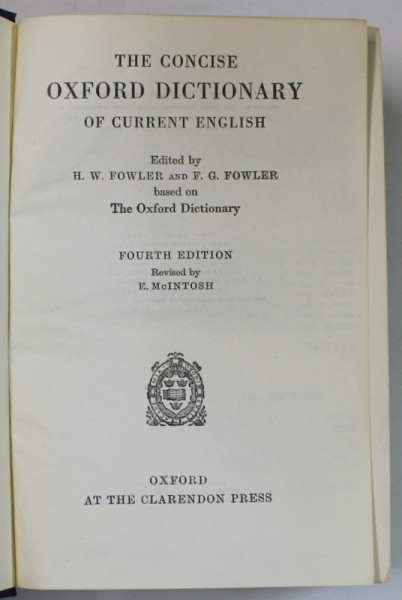 THE CONCISE
OXFORD DICTIONARY
OF CURRENT ENGLISH
Edited by
H. W. FOWLER AND F. G. FOWLER
based on
The Oxford Dictionary
FOURTH EDITION
Revised by
E. McINTOSH
OXFORD
AT THE CLARENDON PRESS